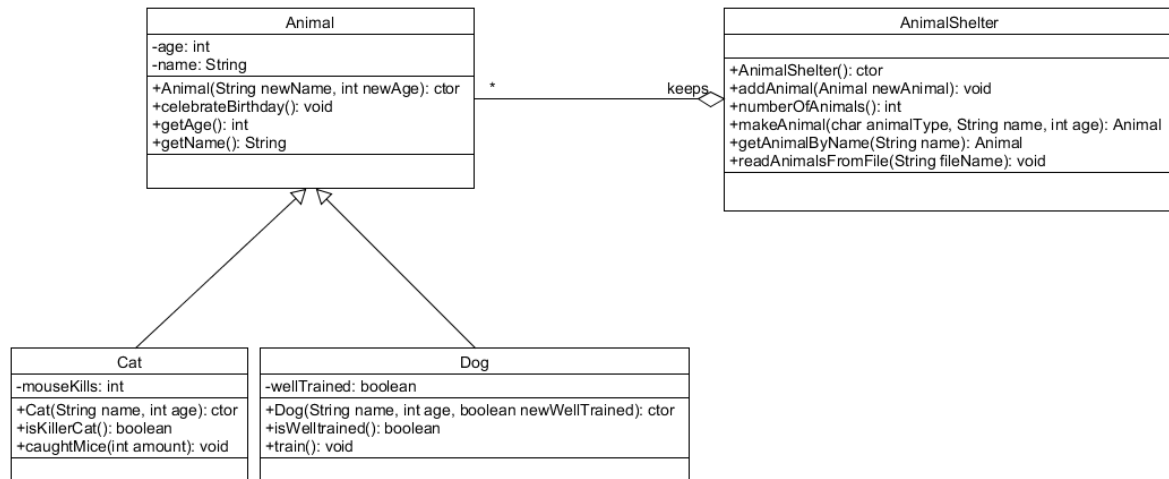 Animal
-age: int
-name: String
+Animal(String newName, int newAge): ctor
+celebrateBirthday(): void
+getAge(): int
+getName(): String
*
keeps
AnimalShelter
+AnimalShelter(): ctor
+addAnimal(Animal newAnimal): void
+numberOfAnimals(): int
+makeAnimal(char animalType, String name, int age): Animal
+getAnimalByName(String name): Animal
+readAnimalsFromFile(String fileName): void
Cat
-mouseKills: int
+Cat(String name, int age): ctor
+isKillerCat(): boolean
+caughtMice(int amount): void
Dog
-wellTrained: boolean
+Dog(String name, int age, boolean newWellTrained): ctor
+isWelltrained(): boolean
+train(): void